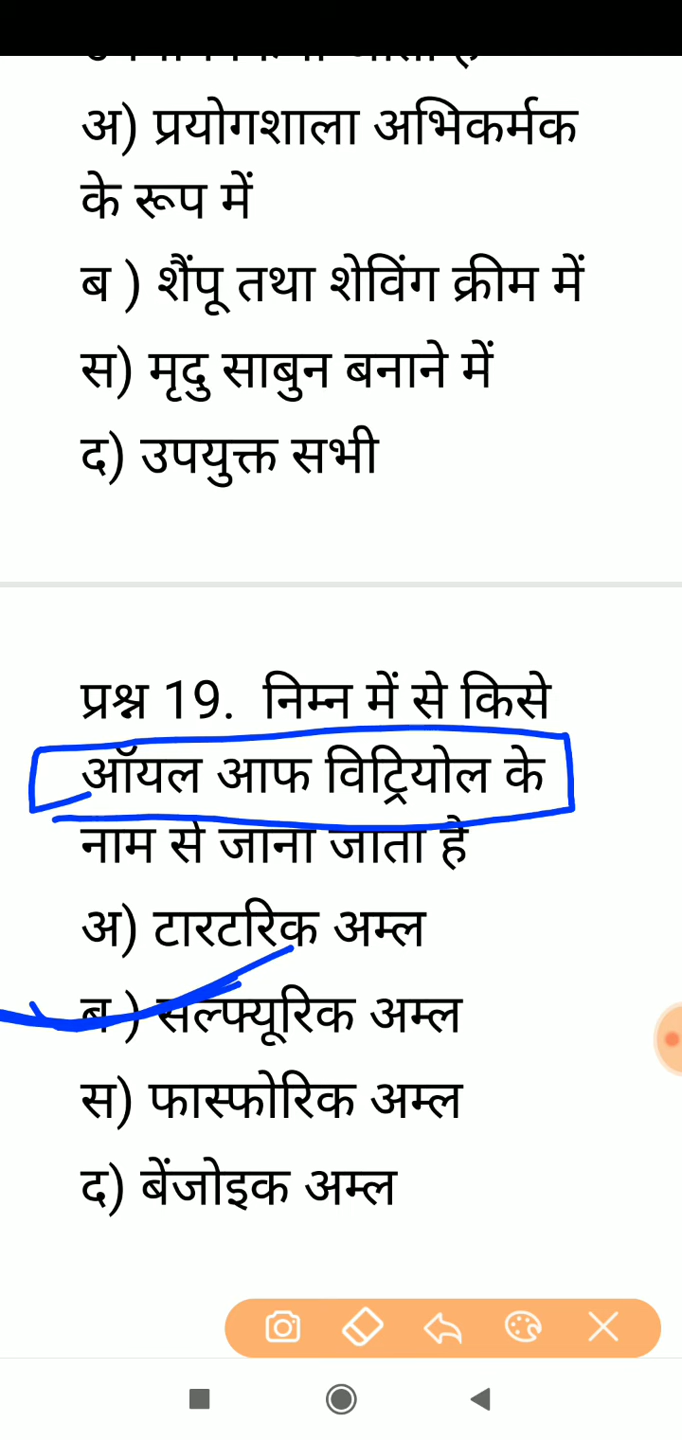 अ) प्रयोगशाला अभिकर्मक
के रूप में
ब ) शैंपू तथा शेविंग क्रीम में
स) मृदु साबुन बनाने में
द) उपयुक्त सभी
प्रश्न 19. निम्न में से किसे
ऑयल आफ विट्रियोल के
नाम से जाना जाता है
अ) टारटरिक अम्ल
ब ) सल्फ्यूरिक अम्ल
स) फास्फोरिक अम्ल
द) बेंजोइक अम्ल